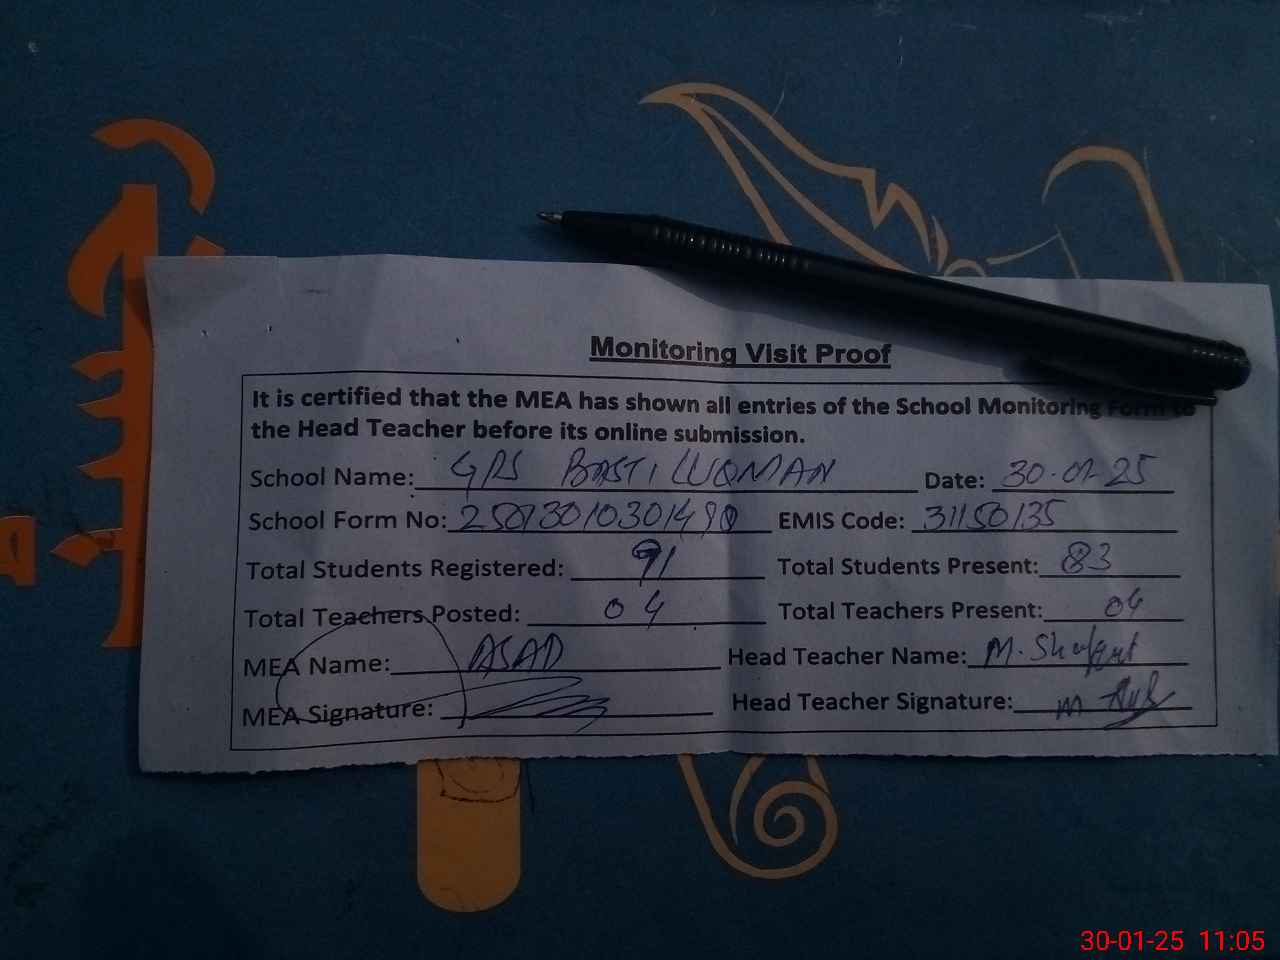 Monitoring Visit Proof
It is certified that the MEA has shown all entries of the School Monitoring Form to
the Head Teacher before its online submission.
School Name: GPS BASTI LUQMAN Date: 30-01-25
School Form No: EMIS Code: 31150135
Total Students Registered: 91 Total Students Present: 83
Total Teachers Posted: 04 Total Teachers Present: 04
MEA Name: ASAD Head Teacher Name: M. Shafqat
MEA Signature: Head Teacher Signature: M
30-01-25 11:05